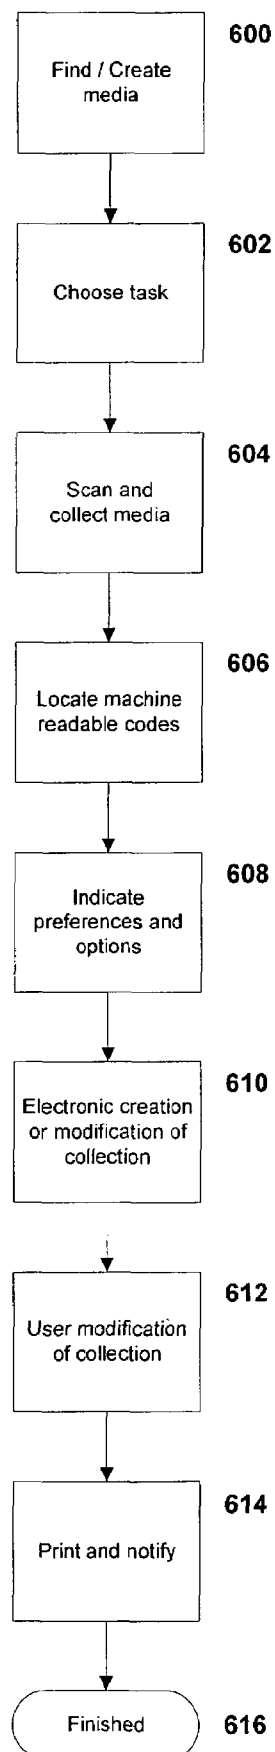 600
Find / Create
media
602
Choose task
604
Scan and
collect media
606
Locate machine
readable codes
608
Indicate
preferences and
options
610
Electronic creation
or modification of
collection
612
User modification
of collection
614
Print and notify
Finished
616